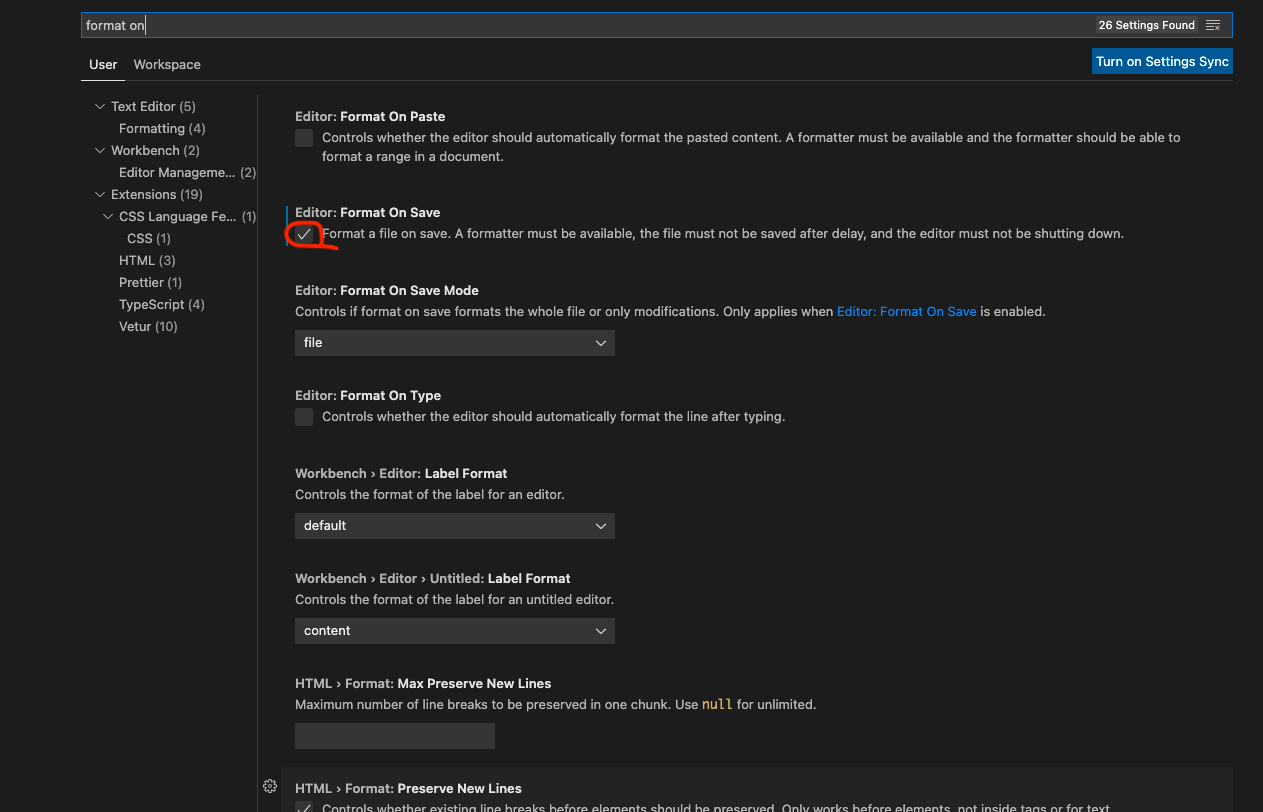 format on
26 Settings Found
User Workspace
Turn on Settings Sync
Text Editor (5)
Formatting (4)
Workbench (2)
Editor Manageme... (2)
Extensions (19)
CSS Language Fe... (1)
CSS (1)
HTML (3)
Prettier (1)
TypeScript (4)
Vetur (10)
Editor: Format On Paste
Controls whether the editor should automatically format the pasted content. A formatter must be available and the formatter should be able to
format a range in a document.
Editor: Format On Save
Format a file on save. A formatter must be available, the file must not be saved after delay, and the editor must not be shutting down.
Editor: Format On Save Mode
Controls if format on save formats the whole file or only modifications. Only applies when Editor: Format On Save is enabled.
file
Editor: Format On Type
Controls whether the editor should automatically format the line after typing.
Workbench › Editor: Label Format
Controls the format of the label for an editor.
default
Workbench › Editor › Untitled: Label Format
Controls the format of the label for an untitled editor.
content
HTML › Format: Max Preserve New Lines
Maximum number of line breaks to be preserved in one chunk. Use null for unlimited.
HTML › Format: Preserve New Lines
Controls whether existing line breaks before elements should be preserved. Only works before elements, not inside tags or for text.